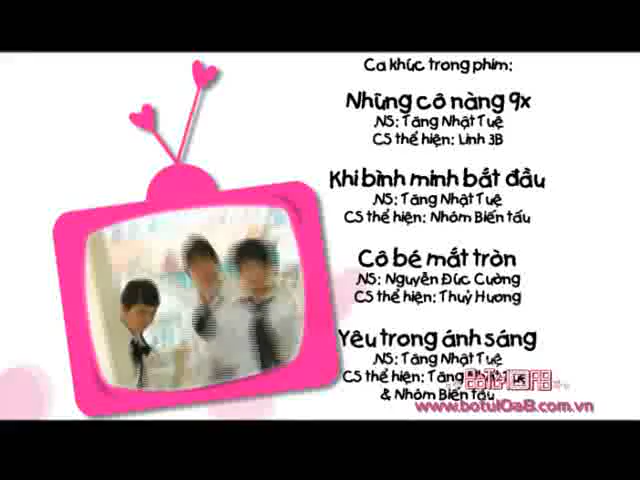 Ca khúc trong phim:
Những cô nàng 9x
NS: Tăng Nhật Tuệ
CS thể hiện: Linh 3B
Khi bình minh bắt đầu
NS: Tăng Nhật Tuệ
CS thể hiện: Nhóm Biến tấu
Cô bé mắt tròn
NS: Nguyễn Đức Cường
CS thể hiện: Thuỳ Hương
Yêu trong ánh sáng
NS: Tăng Nhật Tuệ
CS thể hiện: Tăng
& Nhóm Biến tấu
www.botu10a8.com.vn